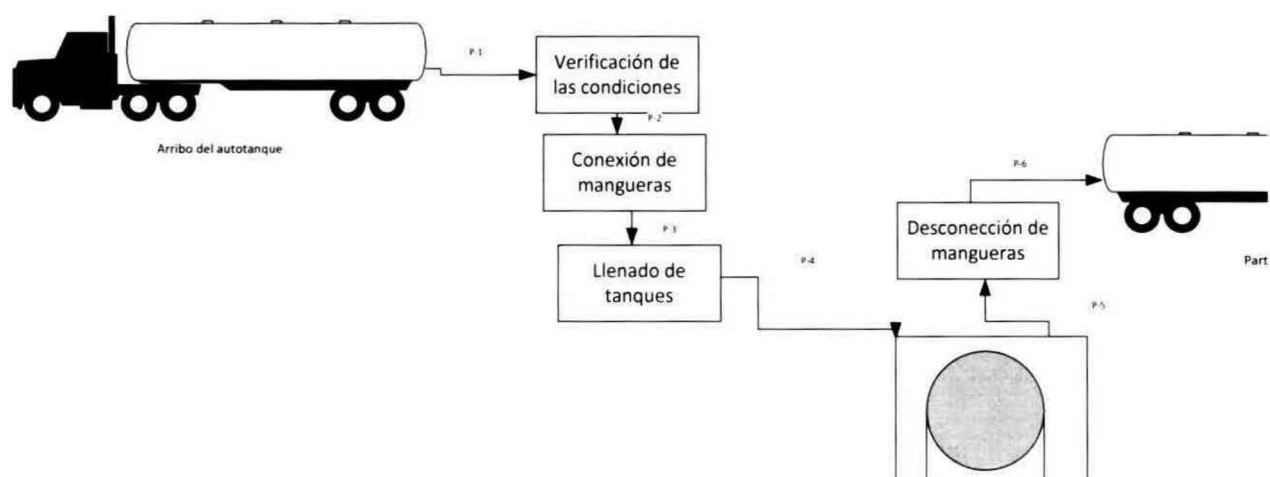 P-1
Verificación de
las condiciones
Arribo del autotanque
P-2
Conexión de
mangueras
P-3
Llenado de
tanques
P-4
P-5
Desconección de
mangueras
P-6
Part